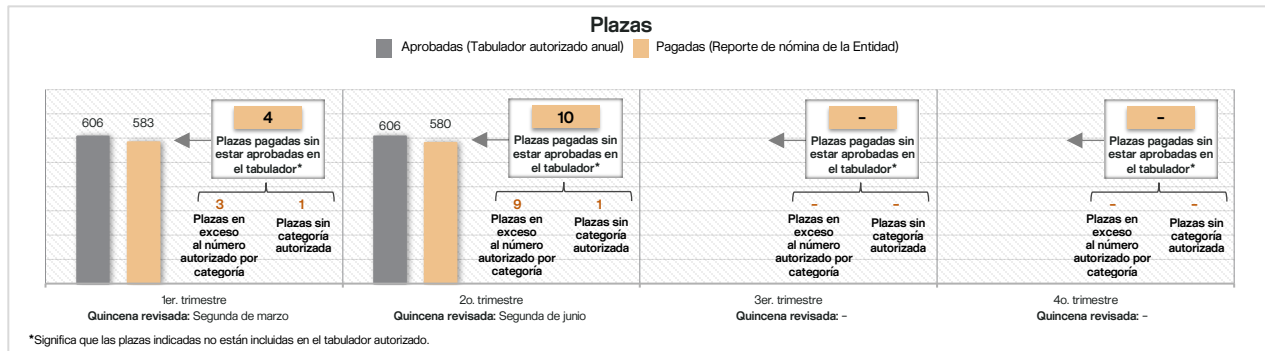 Plazas
Aprobadas (Tabulador autorizado anual)
Pagadas (Reporte de nómina de la Entidad)
606
583
4
Plazas pagadas sin
estar aprobadas en
el tabulador*
3
Plazas en
exceso
al número
autorizado por
categoría
1
Plazas sin
categoría
autorizada
1er. trimestre
Quincena revisada: Segunda de marzo
606
580
10
Plazas pagadas sin
estar aprobadas en
el tabulador*
9
Plazas en
exceso
al número
autorizado por
categoría
1
Plazas sin
categoría
autorizada
2o. trimestre
Quincena revisada: Segunda de junio
-
Plazas pagadas sin
estar aprobadas en
el tabulador*
-
Plazas en
exceso
al número
autorizado por
categoría
-
Plazas sin
categoría
autorizada
3er. trimestre
Quincena revisada: -
-
Plazas pagadas sin
estar aprobadas en
el tabulador*
-
Plazas en
exceso
al número
autorizado por
categoría
-
Plazas sin
categoría
autorizada
4o. trimestre
Quincena revisada: -
*Significa que las plazas indicadas no están incluidas en el tabulador autorizado.